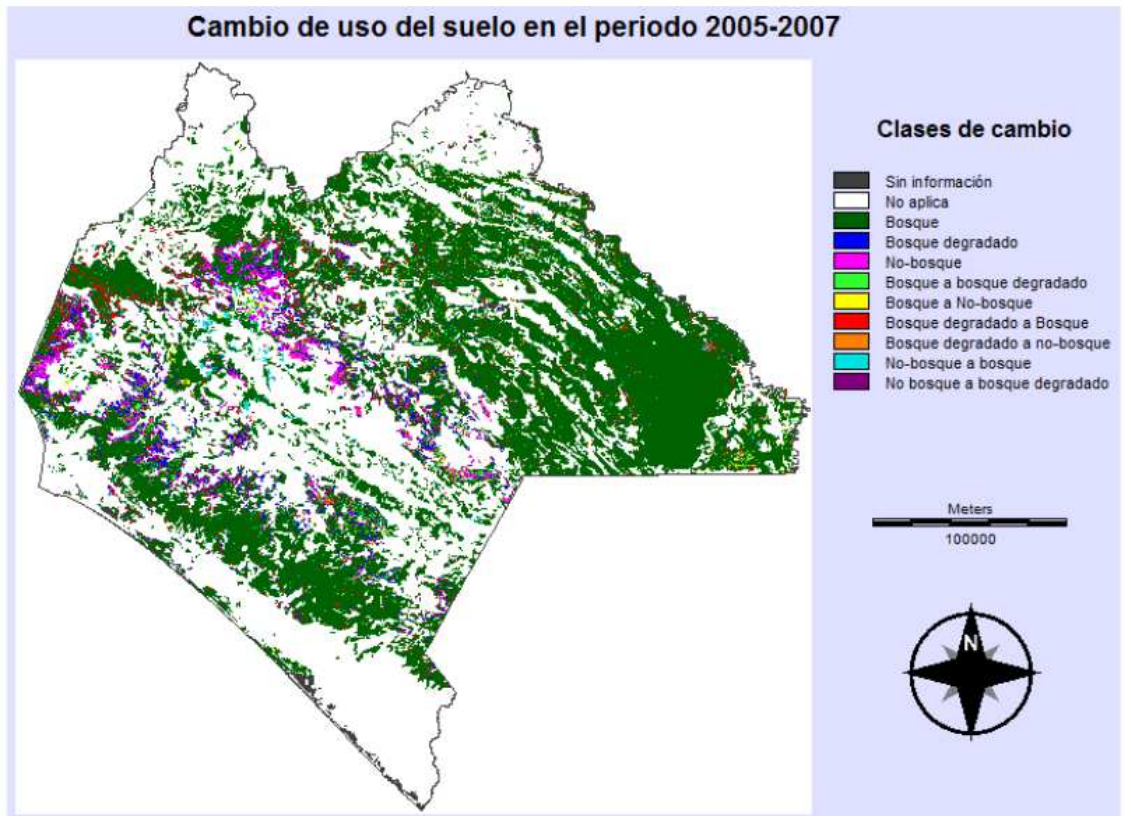 Cambio de uso del suelo en el periodo 2005-2007
Clases de cambio
Sin información
No aplica
Bosque
Bosque degradado
No-bosque
Bosque a bosque degradado
Bosque a No-bosque
Bosque degradado a Bosque
Bosque degradado a no-bosque
No-bosque a bosque
No bosque a bosque degradado
Meters
100000
N